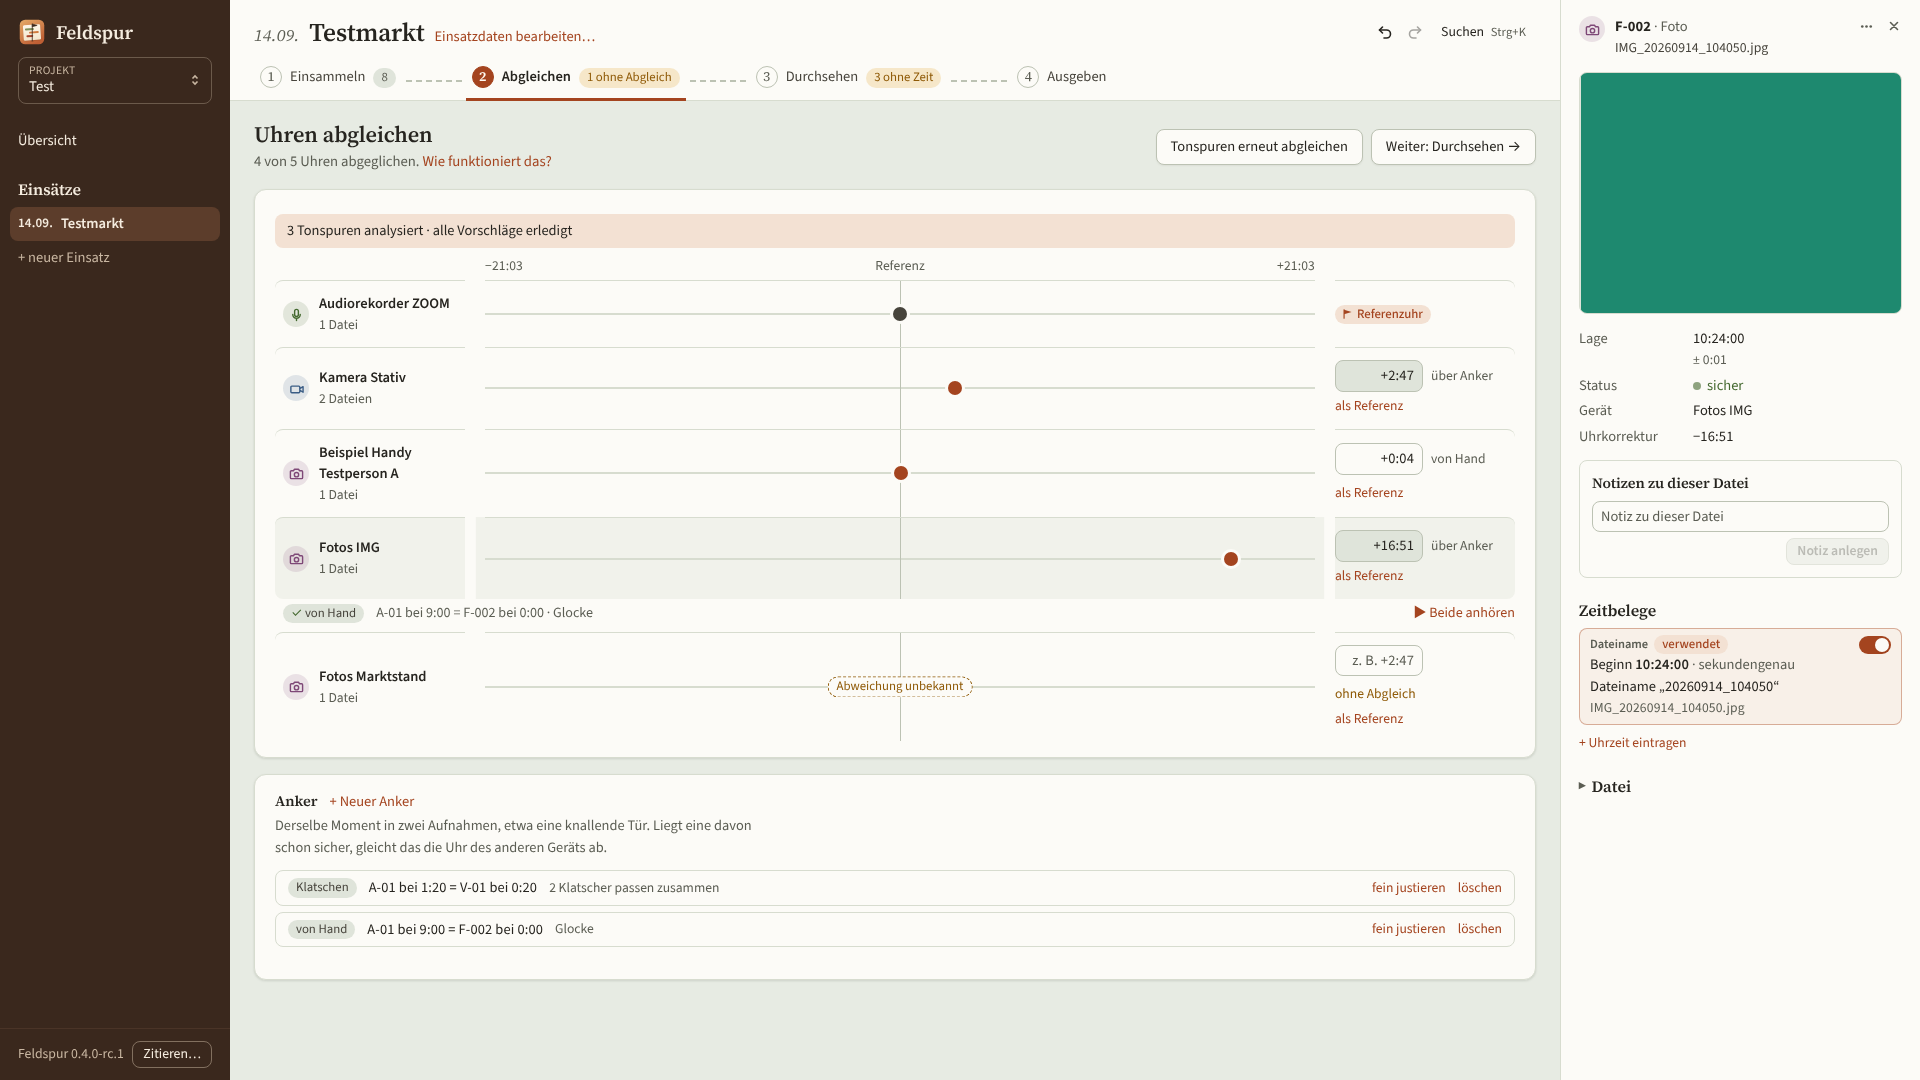 Feldspur
PROJEKT
Test
Übersicht
Einsätze
14.09. Testmarkt
+ neuer Einsatz
Feldspur 0.4.0-rc.1 Zitieren…
14.09. Testmarkt Einsatzdaten bearbeiten…
Suchen Strg+K
1 Einsammeln 8
2 Abgleichen 1 ohne Abgleich
3 Durchsehen 3 ohne Zeit
4 Ausgeben
Uhren abgleichen
4 von 5 Uhren abgeglichen. Wie funktioniert das?
Tonspuren erneut abgleichen
Weiter: Durchsehen →
3 Tonspuren analysiert · alle Vorschläge erledigt
−21:03 Referenz +21:03
Audiorekorder ZOOM
1 Datei
Referenzuhr
Kamera Stativ
2 Dateien
+2:47 über Anker
als Referenz
Beispiel Handy
Testperson A
1 Datei
+0:04 von Hand
als Referenz
Fotos IMG
1 Datei
+16:51 über Anker
als Referenz
✓ von Hand A-01 bei 9:00 = F-002 bei 0:00 · Glocke
▶ Beide anhören
Fotos Marktstand
1 Datei
Abweichung unbekannt
z. B. +2:47
ohne Abgleich
als Referenz
Anker + Neuer Anker
Derselbe Moment in zwei Aufnahmen, etwa eine knallende Tür. Liegt eine davon
schon sicher, gleicht das die Uhr des anderen Geräts ab.
Klatschen A-01 bei 1:20 = V-01 bei 0:20 2 Klatscher passen zusammen fein justieren löschen
von Hand A-01 bei 9:00 = F-002 bei 0:00 Glocke fein justieren löschen
F-002 · Foto
IMG_20260914_104050.jpg
Lage 10:24:00
± 0:01
Status sicher
Gerät Fotos IMG
Uhrkorrektur −16:51
Notizen zu dieser Datei
Notiz zu dieser Datei
Notiz anlegen
Zeitbelege
Dateiname verwendet
Beginn 10:24:00 · sekundengenau
Dateiname „20260914_104050“
IMG_20260914_104050.jpg
+ Uhrzeit eintragen
▸ Datei